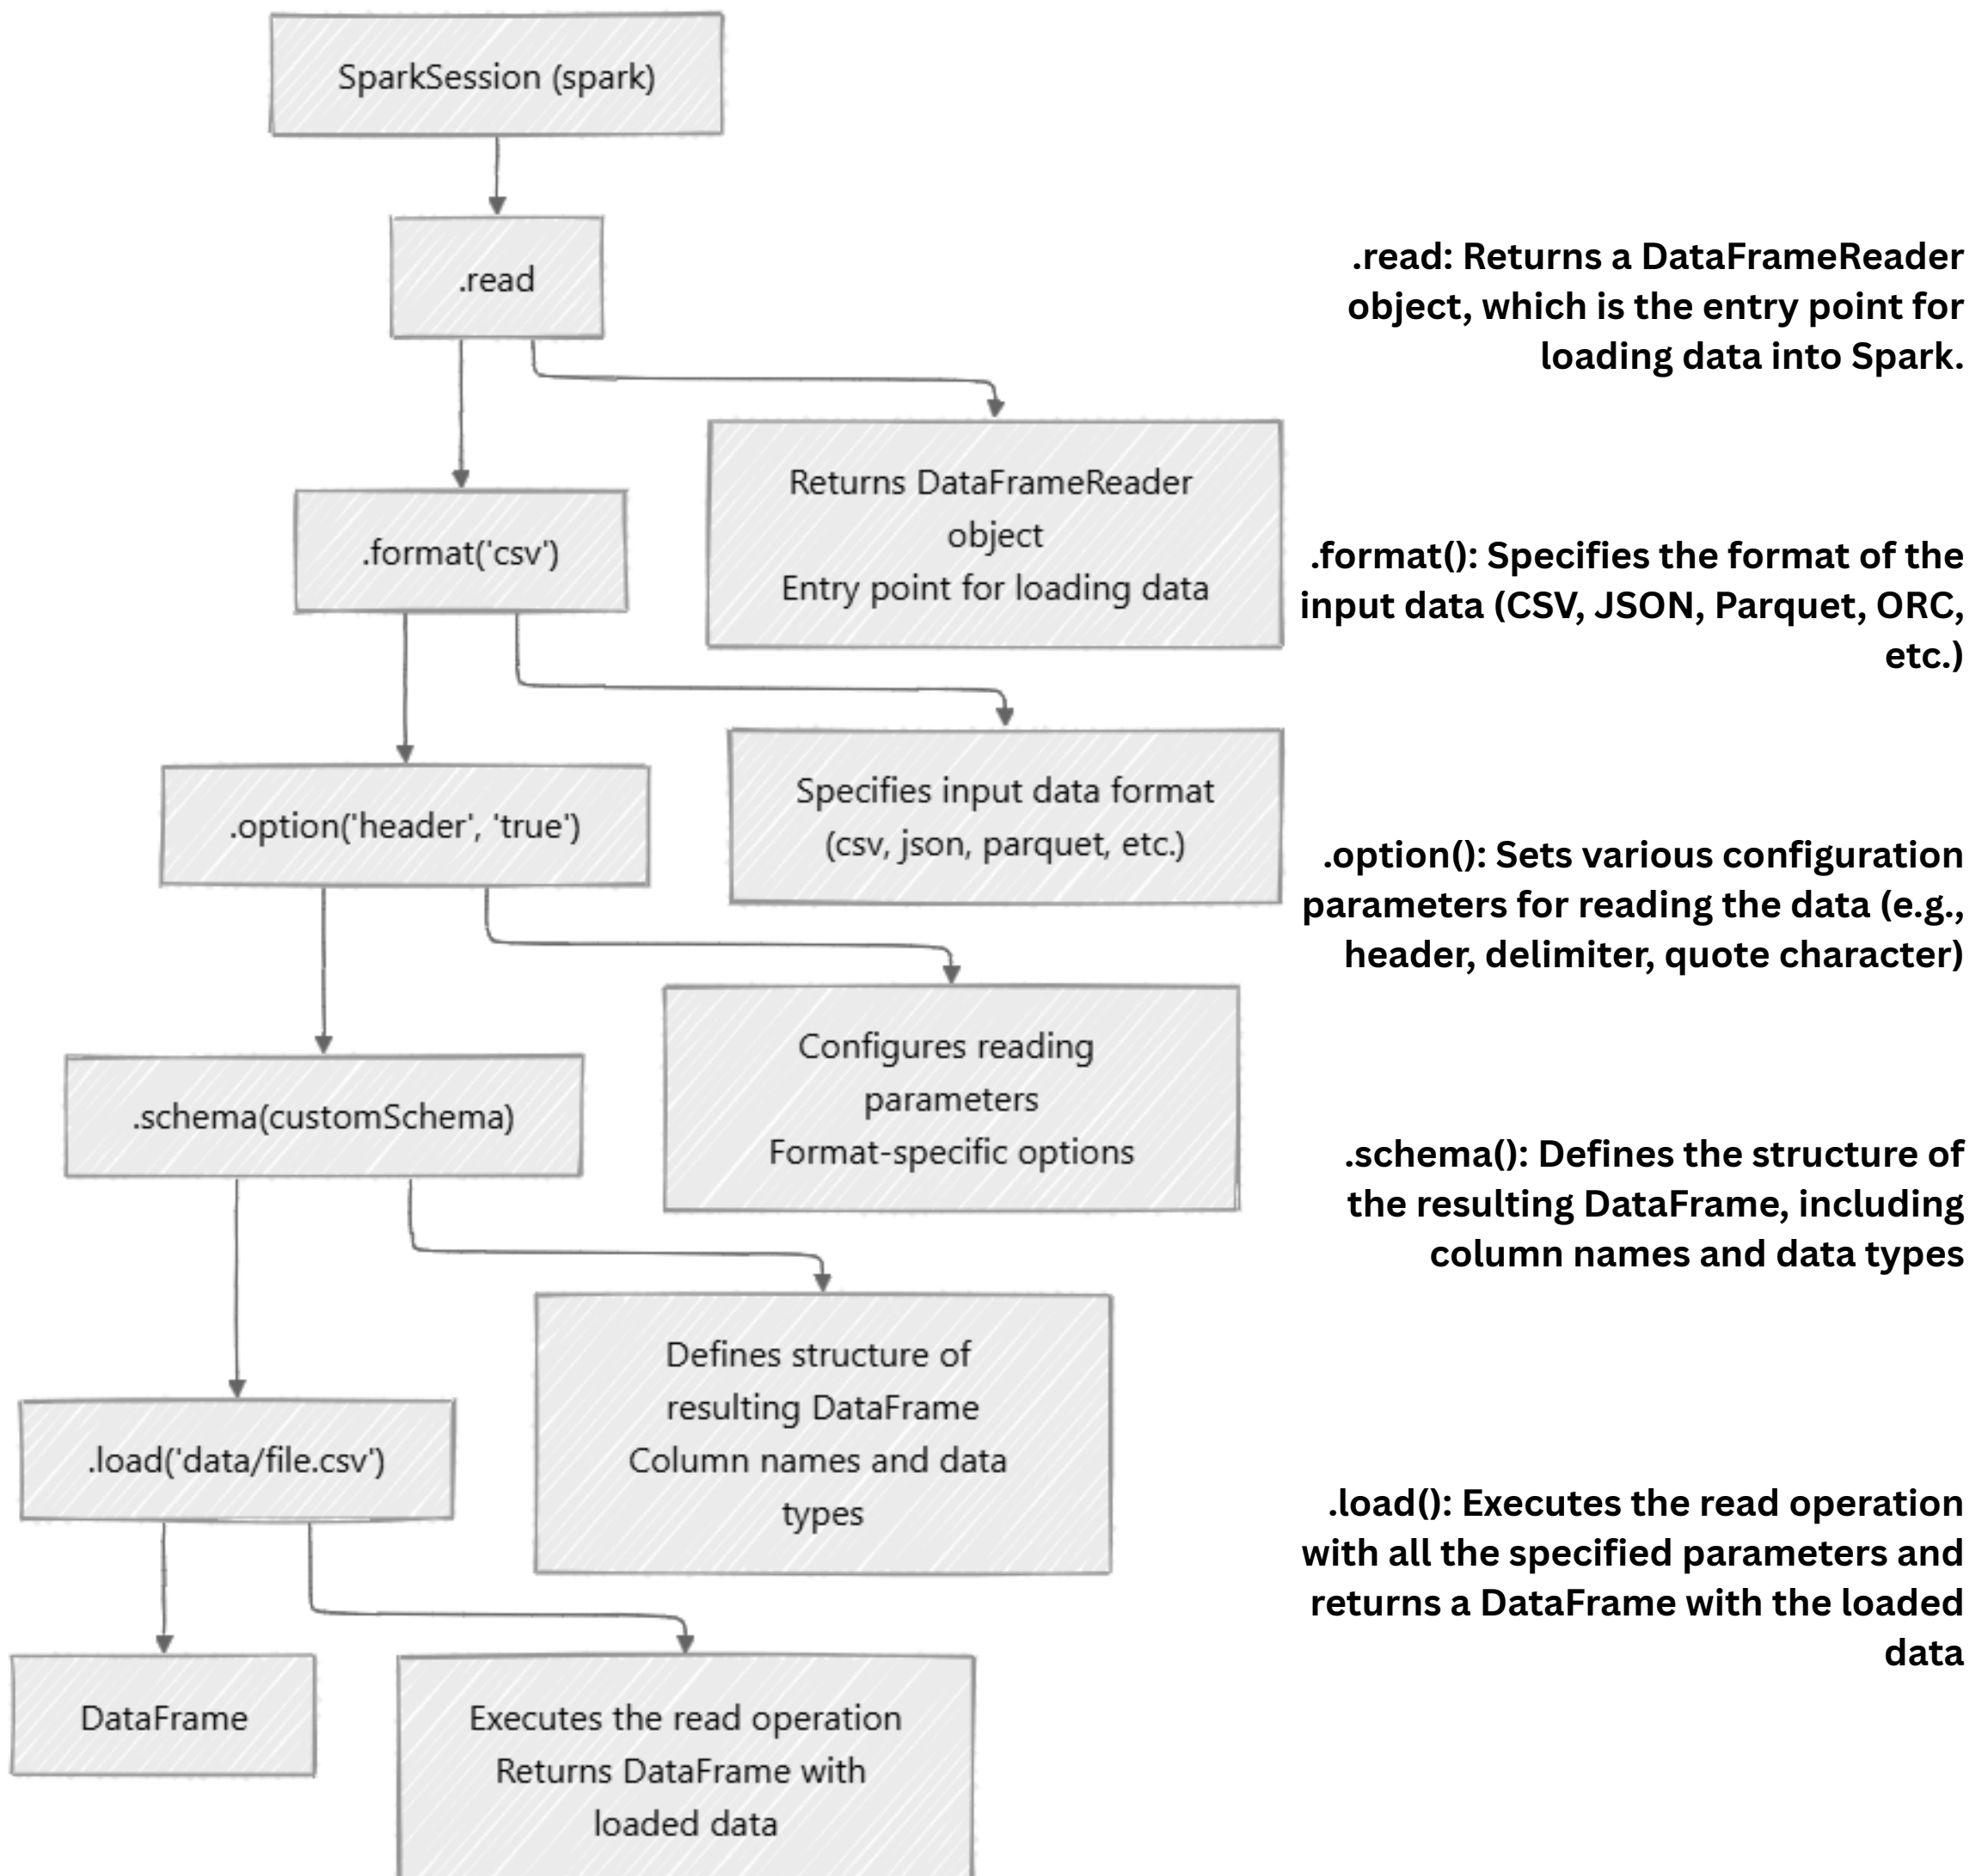 SparkSession (spark)
.read
.read: Returns a DataFrameReader
object, which is the entry point for
loading data into Spark.
Returns DataFrameReader
object
Entry point for loading data
.format('csv')
.format(): Specifies the format of the
input data (CSV, JSON, Parquet, ORC,
etc.)
Specifies input data format
(csv, json, parquet, etc.)
.option('header', 'true')
.option(): Sets various configuration
parameters for reading the data (e.g.,
header, delimiter, quote character)
Configures reading
parameters
Format-specific options
.schema(customSchema)
.schema(): Defines the structure of
the resulting DataFrame, including
column names and data types
Defines structure of
resulting DataFrame
Column names and data
types
.load('data/file.csv')
.load(): Executes the read operation
with all the specified parameters and
returns a DataFrame with the loaded
data
DataFrame
Executes the read operation
Returns DataFrame with
loaded data